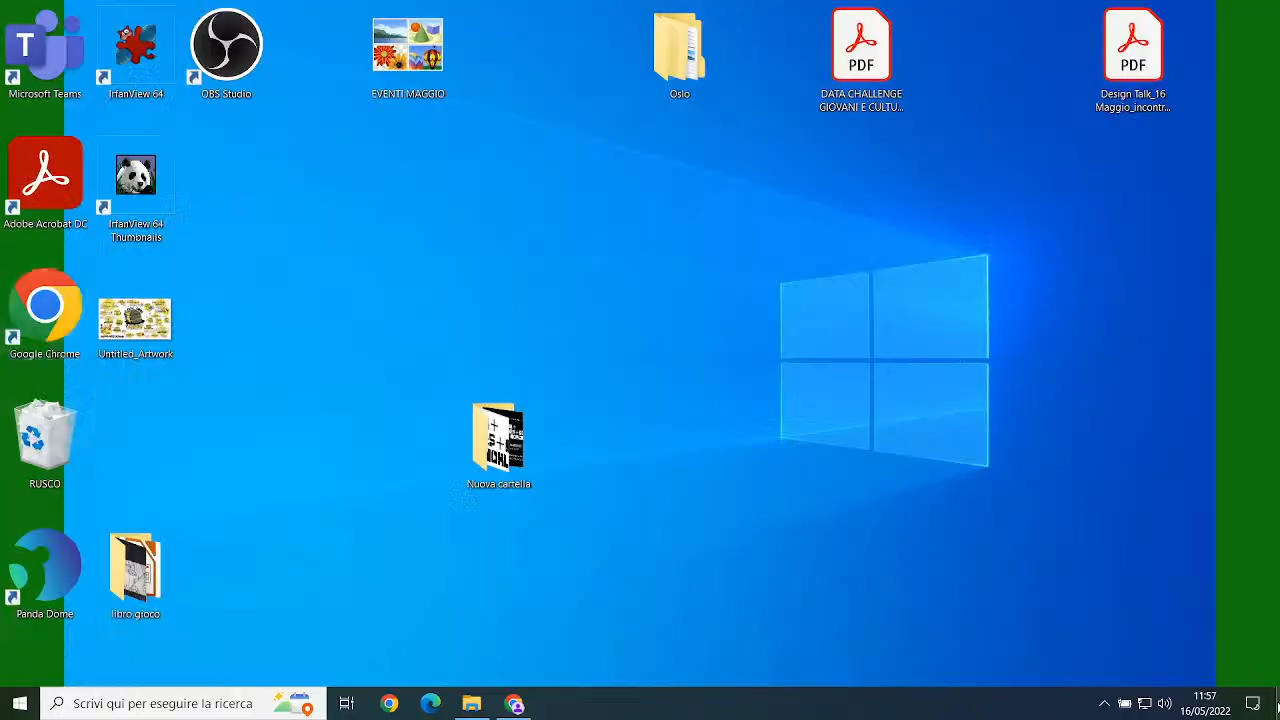 Microsoft Teams
IrfanView 64
OBS Studio
EVENTI MAGGIO
Oslo
PDF
DATA CHALLENGE
GIOVANI E CULTU...
PDF
Design Talk_16
Maggio_incontr...
Adobe Acrobat DC
IrfanView 64
Thumbnails
Google Chrome
Untitled_Artwork
RUSCO
Nuova cartella
Panda Dome
libro gioco
Scrivi qui per eseguire la ricerca
11:57
16/05/2022